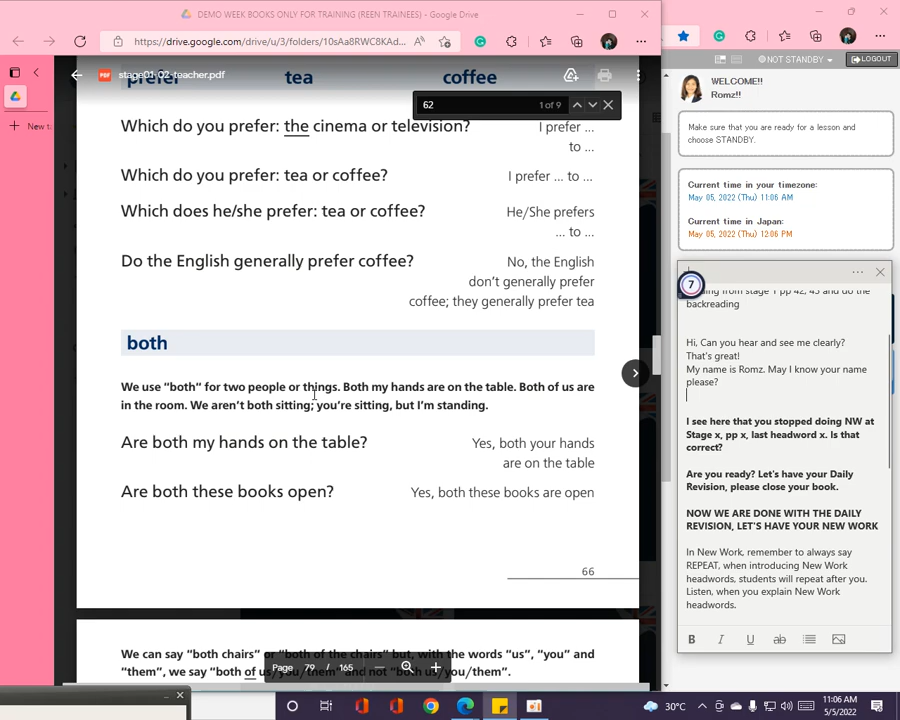 DEMO WEEK BOOKS ONLY FOR TRAINING (REEN TRAINEES) - Google Drive
https://drive.google.com/drive/u/3/folders/10sAa8RWC8KAd...
New t
stage01-02-teacher.pdf
prefer tea coffee
62 1 of 9
Which do you prefer: the cinema or television? I prefer ...
to ...
Which do you prefer: tea or coffee? I prefer ... to ...
Which does he/she prefer: tea or coffee? He/She prefers
... to ...
Do the English generally prefer coffee? No, the English
don't generally prefer
coffee; they generally prefer tea
both
We use "both" for two people or things. Both my hands are on the table. Both of us are
in the room. We aren't both sitting; you're sitting, but I'm standing.
Are both my hands on the table? Yes, both your hands
are on the table
Are both these books open? Yes, both these books are open
66
We can say "both chairs" or "both of the chairs" but, with the words "us", "you" and
"them", we say "both of us/you/them" and not "both us/you/them".
Page 79 / 165
NOT STANDBY
LOGOUT
WELCOME!!
Romz!!
Make sure that you are ready for a lesson and
choose STANDBY.
Current time in your timezone:
May 05, 2022 (Thu) 11:06 AM
Current time in Japan:
May 05, 2022 (Thu) 12:06 PM
7
from stage 1 pp 42, 43 and do the
backreading
Hi, Can you hear and see me clearly?
That's great!
My name is Romz. May I know your name
please?
I see here that you stopped doing NW at
Stage x, pp x, last headword x. Is that
correct?
Are you ready? Let's have your Daily
Revision, please close your book.
NOW WE ARE DONE WITH THE DAILY
REVISION, LET'S HAVE YOUR NEW WORK
In New Work, remember to always say
REPEAT, when introducing New Work
headwords, students will repeat after you.
Listen, when you explain New Work
headwords.
B I U ab
30°C
11:06 AM
5/5/2022